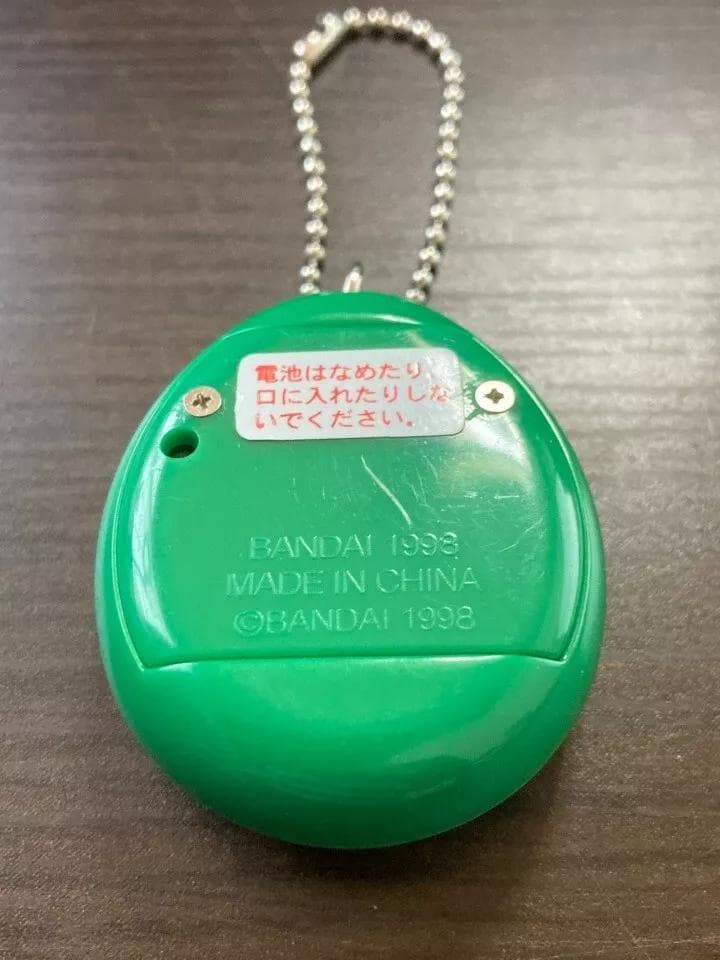 電池はなめたり、
口に入れたりしな
いでください。
BANDAI 1998
MADE IN CHINA
©BANDAI 1998